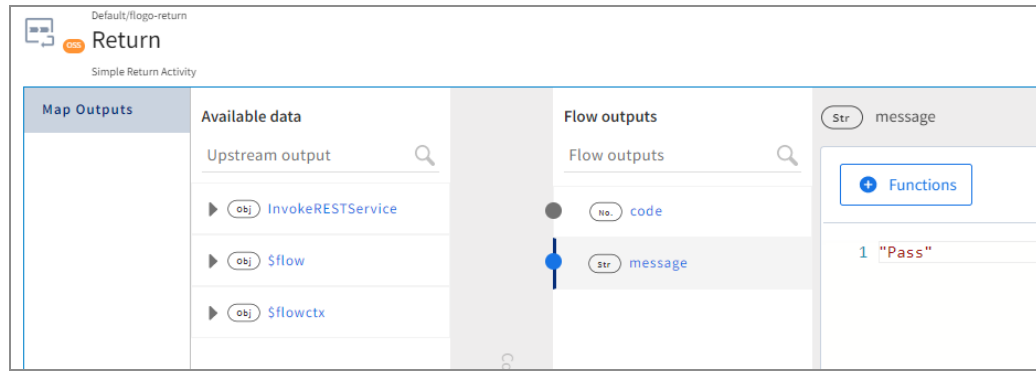 Default/flogo-return
OSS
Return
Simple Return Activity
Map Outputs
Available data
Upstream output
Obj InvokeRESTService
Obj $flow
Obj $flowctx
Flow outputs
Flow outputs
No. code
Str message
Str message
Functions
1 "Pass"